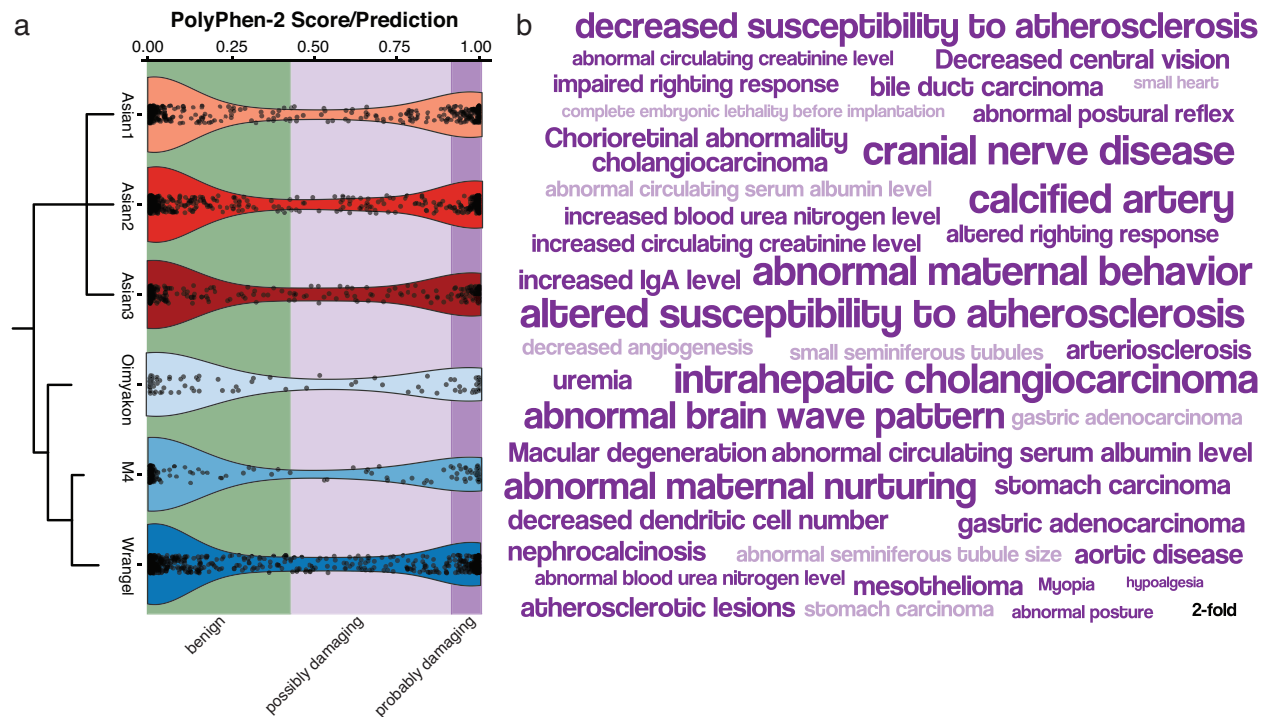 a
PolyPhen-2 Score/Prediction
0.00 0.25 0.50 0.75 1.00
Asian1
Asian2
Asian3
Oimyakon
M4
Wrangel
benign
possibly damaging
probably damaging
b
decreased susceptibility to atherosclerosis
abnormal circulating creatinine level Decreased central vision
impaired righting response bile duct carcinoma small heart
complete embryonic lethality before implantation abnormal postural reflex
Chorioretinal abnormality
cholangiocarcinoma cranial nerve disease
abnormal circulating serum albumin level calcified artery
increased blood urea nitrogen level
increased circulating creatinine level altered righting response
increased IgA level abnormal maternal behavior
altered susceptibility to atherosclerosis
decreased angiogenesis small seminiferous tubules arteriosclerosis
uremia intrahepatic cholangiocarcinoma
abnormal brain wave pattern gastric adenocarcinoma
Macular degeneration abnormal circulating serum albumin level
abnormal maternal nurturing stomach carcinoma
decreased dendritic cell number gastric adenocarcinoma
nephrocalcinosis abnormal seminiferous tubule size aortic disease
abnormal blood urea nitrogen level mesothelioma Myopia hypoalgesia
atherosclerotic lesions stomach carcinoma abnormal posture 2-fold